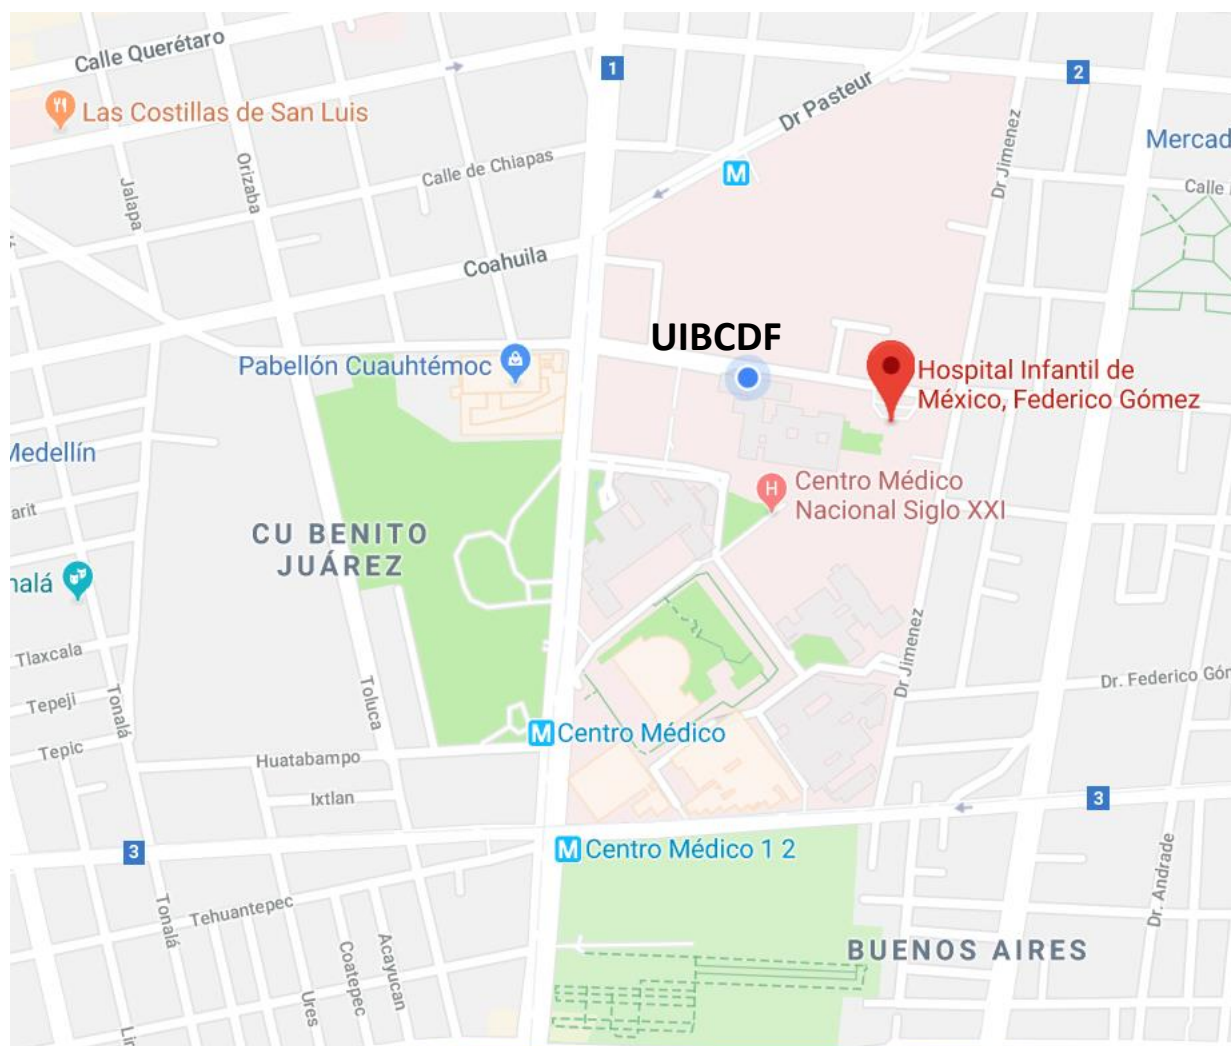 Calle Querétaro
1
2
Las Costillas de San Luis
Dr Pasteur
Dr Jimenez
Mercad
Calle de Chiapas
M
Calle
Orizaba
Jalapa
Coahuila
UIBCDF
Pabellón Cuauhtémoc
Hospital Infantil de
México, Federico Gómez
Medellín
H
Centro Médico
Nacional Siglo XXI
arit
CU BENITO
JUÁREZ
nalá
Tlaxcala
Dr Jimenez
Dr. Federico Gór
Tepeji
Tonalá
Toluca
Tepic
M Centro Médico
Huatabampo
Ixtlan
3
3
M Centro Médico 1 2
Dr. Andrade
Tehuantepec
Tonalá
BUENOS AIRES
Acayucan
Coatepec
Ures
Lir